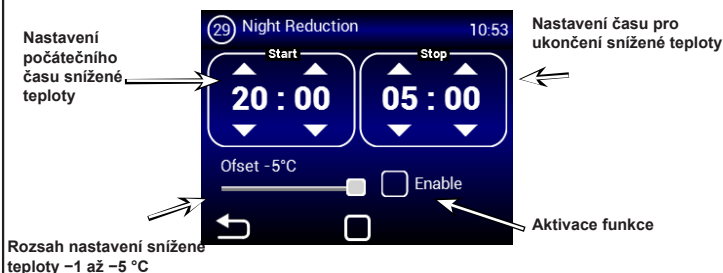 Nastavení
počátečního
času snížené
teploty
29 Night Reduction 10:53
Start
20 : 00
Stop
05 : 00
Nastavení času pro
ukončení snížené teploty
Ofset -5°C
Enable
Aktivace funkce
Rozsah nastavení snížené
teploty −1 až −5 °C